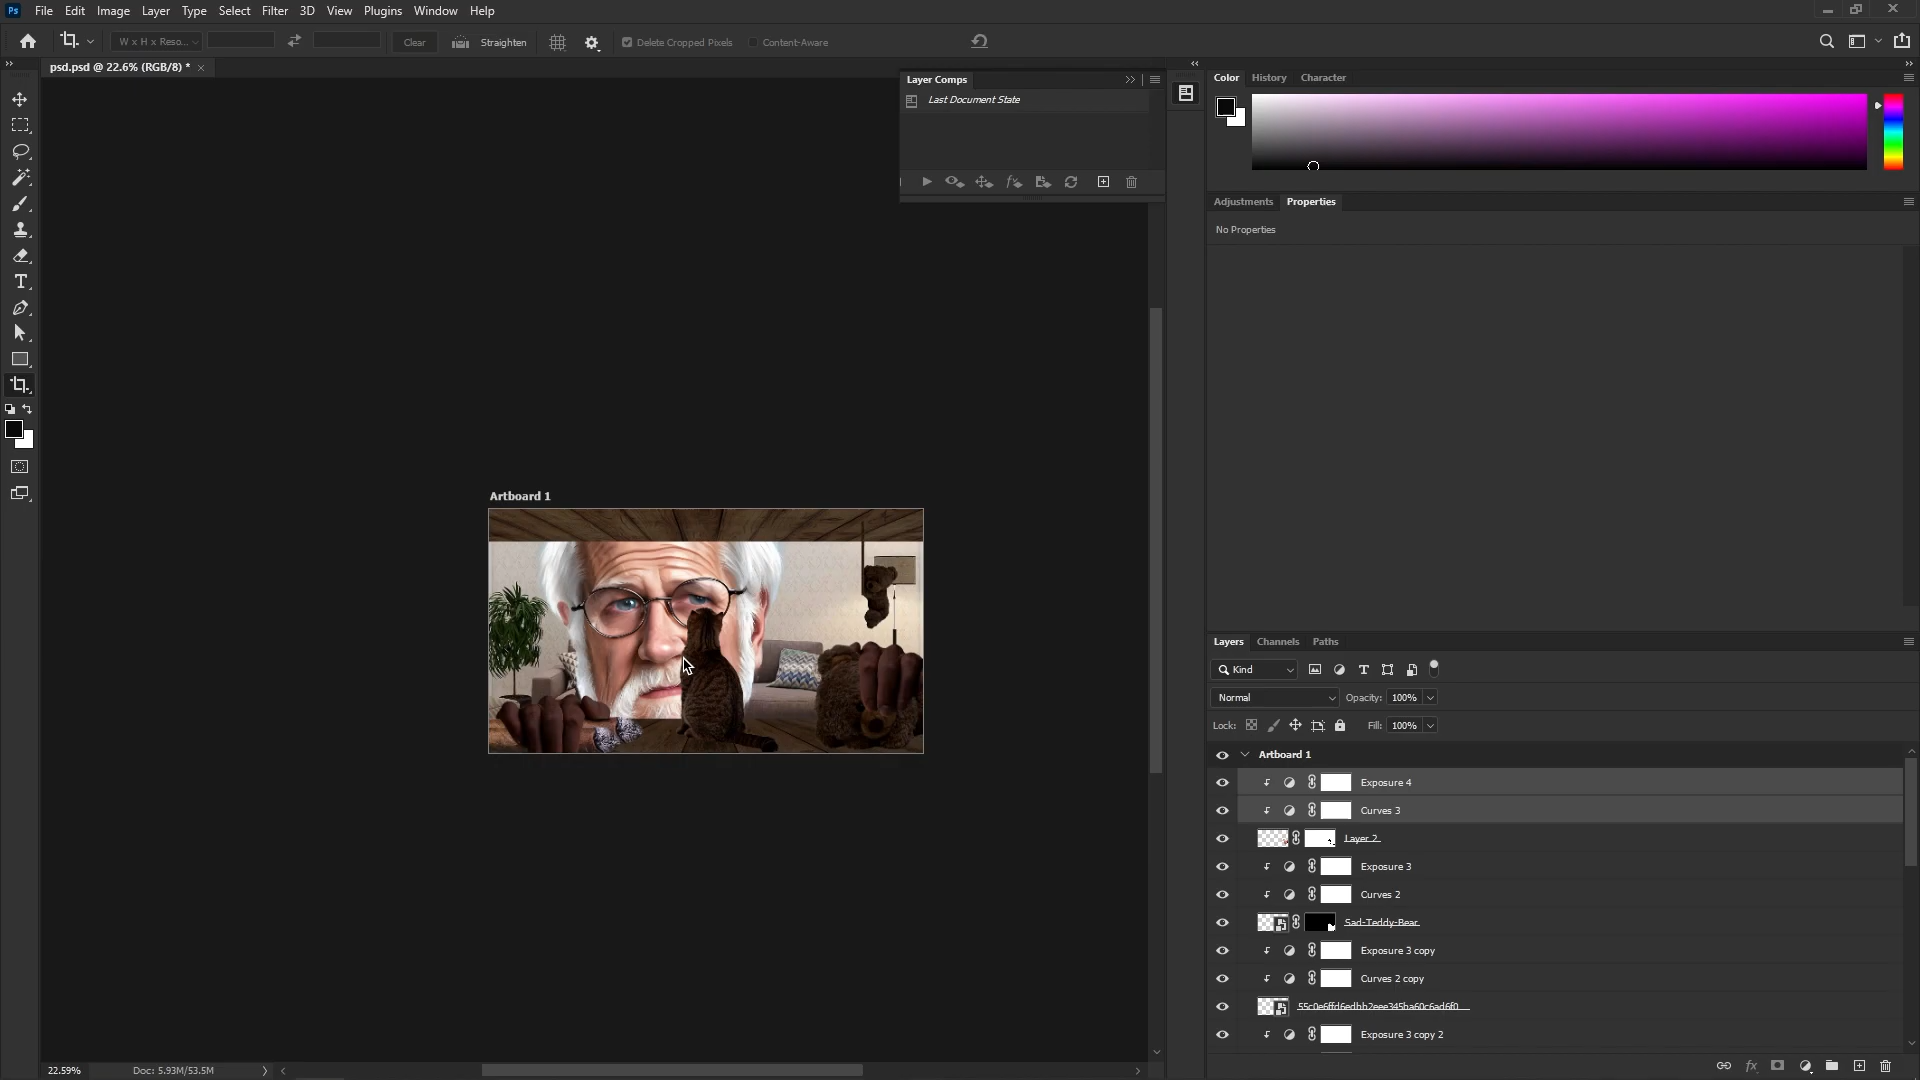 Ps File Edit Image Layer Type Select Filter 3D View Plugins Window Help
W x H x Reso... Clear Straighten Delete Cropped Pixels Content-Aware
psd.psd @ 22.6% (RGB/8) *
Layer Comps
Last Document State
Color History Character
Adjustments Properties
No Properties
Artboard 1
Layers Channels Paths
Kind
Normal Opacity: 100%
Lock: Fill: 100%
Artboard 1
Exposure 4
Curves 3
Layer 2
Exposure 3
Curves 2
Sad-Teddy-Bear
Exposure 3 copy
Curves 2 copy
Exposure 3 copy 2
22.59% Doc: 5.93M/53.5M